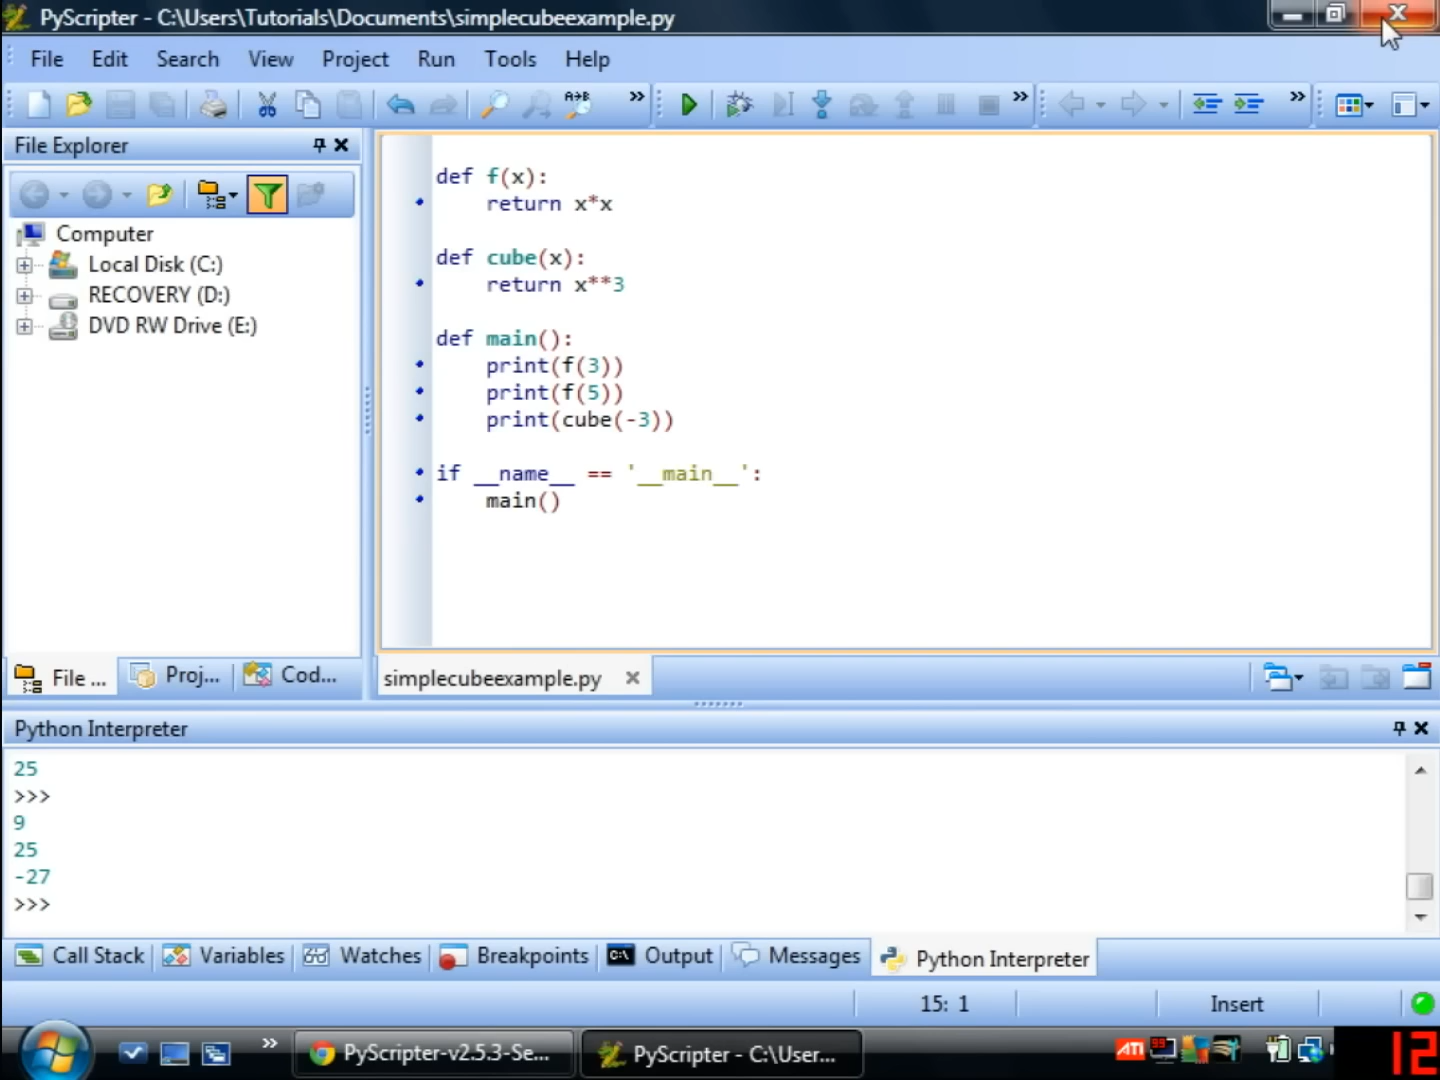 PyScripter - C:\Users\Tutorials\Documents\simplecubeexample.py
File Edit Search View Project Run Tools Help
A→B
File Explorer
Computer
Local Disk (C:)
RECOVERY (D:)
DVD RW Drive (E:)
def f(x):
return x*x
def cube(x):
return x**3
def main():
print(f(3))
print(f(5))
print(cube(-3))
if __name__ == '__main__':
main()
File ... Proj... Cod...
simplecubeexample.py
Python Interpreter
25
>>>
9
25
-27
>>>
Call Stack Variables Watches Breakpoints Output Messages Python Interpreter
15: 1 Insert
PyScripter-v2.5.3-Se... PyScripter - C:\User... ATI 99 12